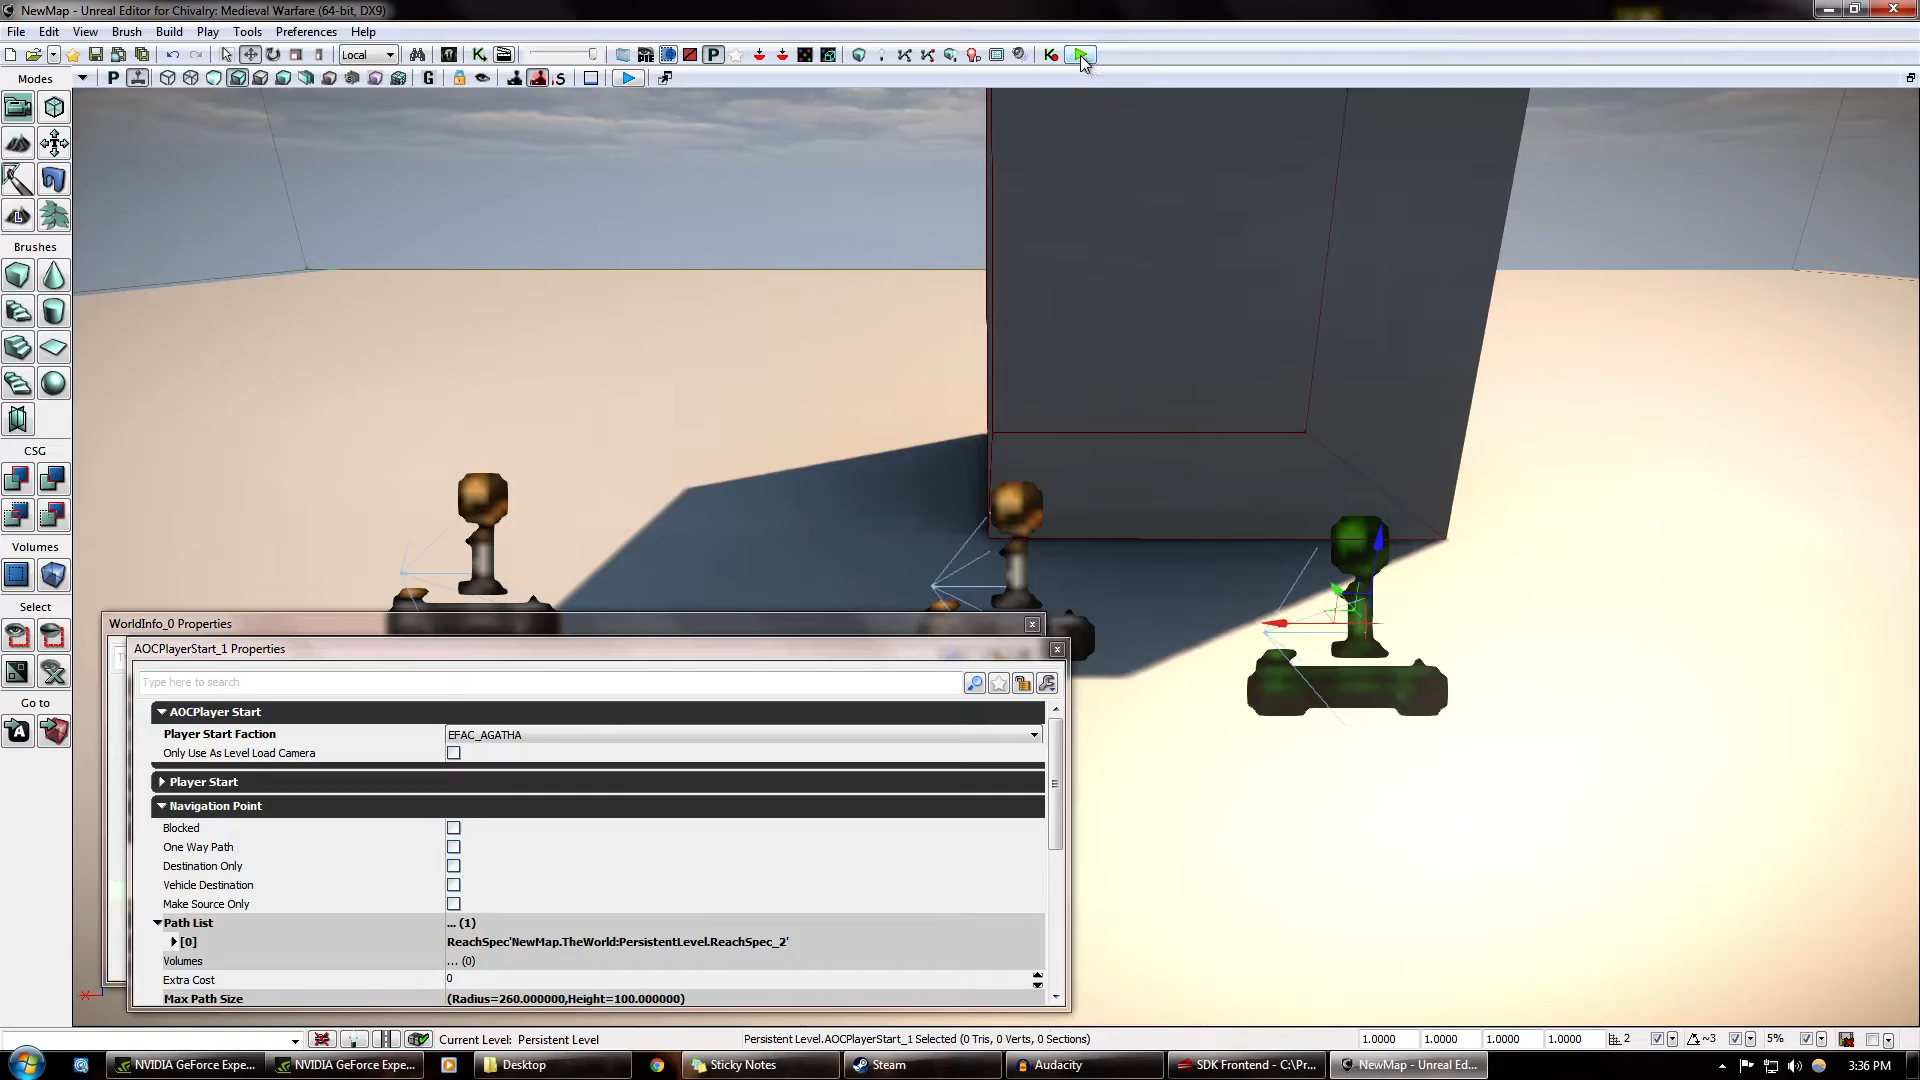 NewMap - Unreal Editor for Chivalry: Medieval Warfare (64-bit, DX9)
File Edit View Brush Build Play Tools Preferences Help
Local
Modes
Brushes
CSG
Volumes
Select
Go to
WorldInfo_0 Properties
AOCPlayerStart_1 Properties
Type here to search
AOCPlayer Start
Player Start Faction EFAC_AGATHA
Only Use As Level Load Camera
Player Start
Navigation Point
Blocked
One Way Path
Destination Only
Vehicle Destination
Make Source Only
Path List ... (1)
[0] ReachSpec'NewMap.TheWorld:PersistentLevel.ReachSpec_2'
Volumes ... (0)
Extra Cost 0
Max Path Size (Radius=260.000000,Height=100.000000)
Current Level: Persistent Level Persistent Level.AOCPlayerStart_1 Selected (0 Tris, 0 Verts, 0 Sections) 1.0000 1.0000 1.0000 1.0000 2 ~3 5%
NVIDIA GeForce Expe... NVIDIA GeForce Expe... Desktop Sticky Notes Steam Audacity SDK Frontend - C:\Pr... NewMap - Unreal Ed... 3:36 PM